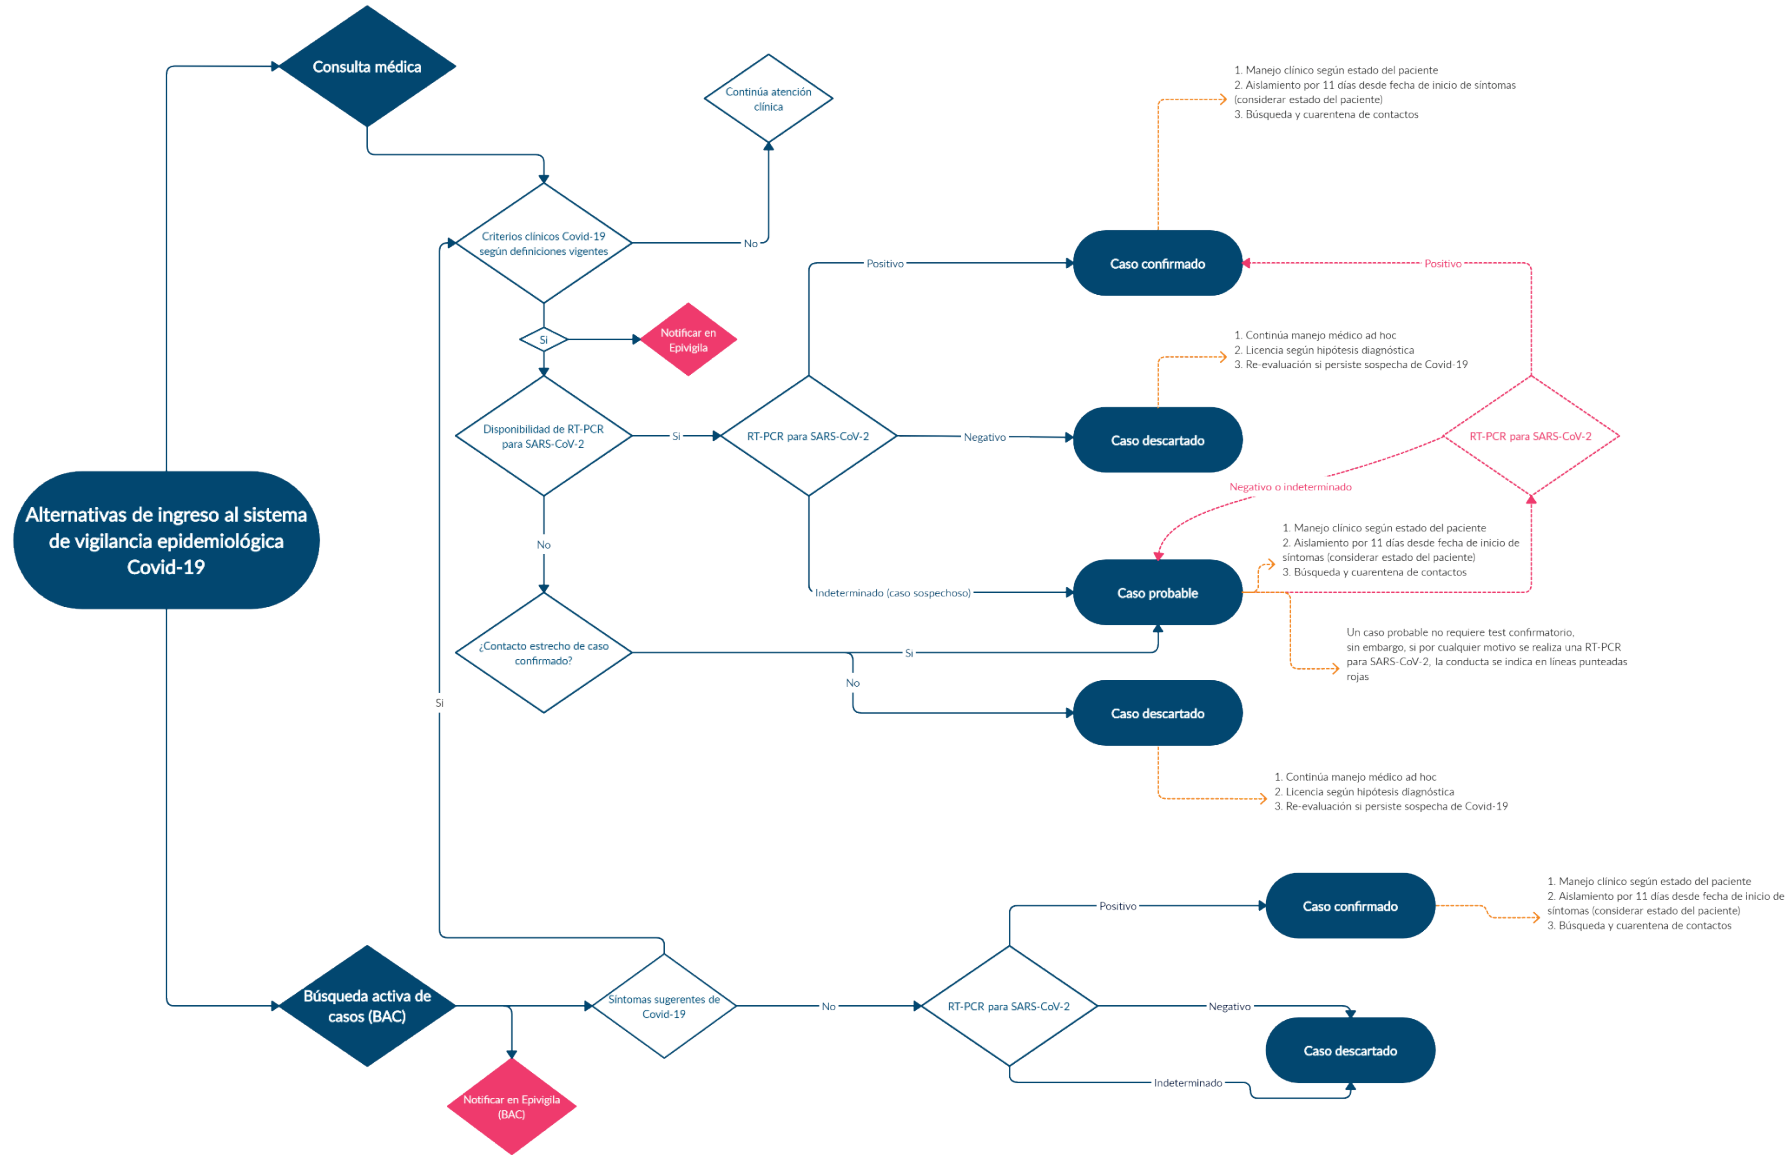 Consulta médica
Continúa atención
clínica
1. Manejo clínico según estado del paciente
2. Aislamiento por 11 días desde fecha de inicio de síntomas
(considerar estado del paciente)
3. Búsqueda y cuarentena de contactos
Criterios clínicos Covid-19
según definiciones vigentes
No
Positivo
Caso confirmado
Positivo
Si
Notificar en
Epivigila
1. Continúa manejo médico ad hoc
2. Licencia según hipótesis diagnóstica
3. Re-evaluación si persiste sospecha de Covid-19
Disponibilidad de RT-PCR
para SARS-CoV-2
Si
RT-PCR para SARS-CoV-2
Negativo
Caso descartado
RT-PCR para SARS-CoV-2
Negativo o indeterminado
Alternativas de ingreso al sistema
de vigilancia epidemiológica
Covid-19
No
1. Manejo clínico según estado del paciente
2. Aislamiento por 11 días desde fecha de inicio de
síntomas (considerar estado del paciente)
3. Búsqueda y cuarentena de contactos
Indeterminado (caso sospechoso)
Caso probable
¿Contacto estrecho de caso
confirmado?
Si
No
Un caso probable no requiere test confirmatorio,
sin embargo, si por cualquier motivo se realiza una RT-PCR
para SARS-CoV-2, la conducta se indica en líneas punteadas
rojas
Si
Caso descartado
1. Continúa manejo médico ad hoc
2. Licencia según hipótesis diagnóstica
3. Re-evaluación si persiste sospecha de Covid-19
Positivo
Caso confirmado
1. Manejo clínico según estado del paciente
2. Aislamiento por 11 días desde fecha de inicio de
síntomas (considerar estado del paciente)
3. Búsqueda y cuarentena de contactos
Búsqueda activa de
casos (BAC)
Síntomas sugerentes de
Covid-19
No
RT-PCR para SARS-CoV-2
Negativo
Caso descartado
Indeterminado
Notificar en Epivigila
(BAC)